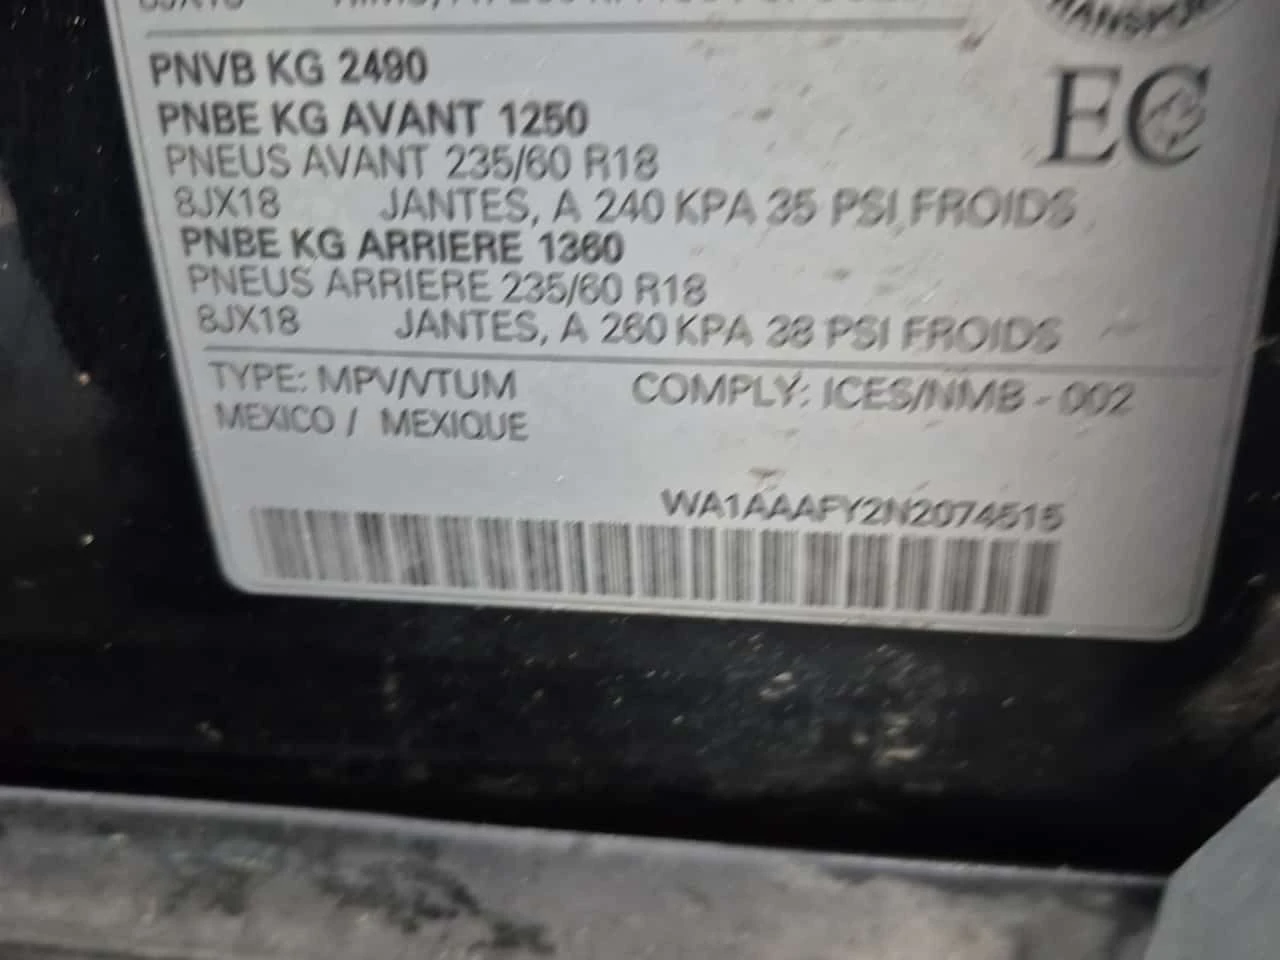 TRANSPO
PNVB KG 2490
PNBE KG AVANT 1250
PNEUS AVANT 235/60 R18
8JX18 JANTES, A 240 KPA 35 PSI FROIDS
PNBE KG ARRIERE 1360
PNEUS ARRIERE 235/60 R18
8JX18 JANTES, A 260 KPA 38 PSI FROIDS
TYPE: MPV/VTUM COMPLY: ICES/NMB - 002
MEXICO / MEXIQUE
WA1AAAFY2N2074515